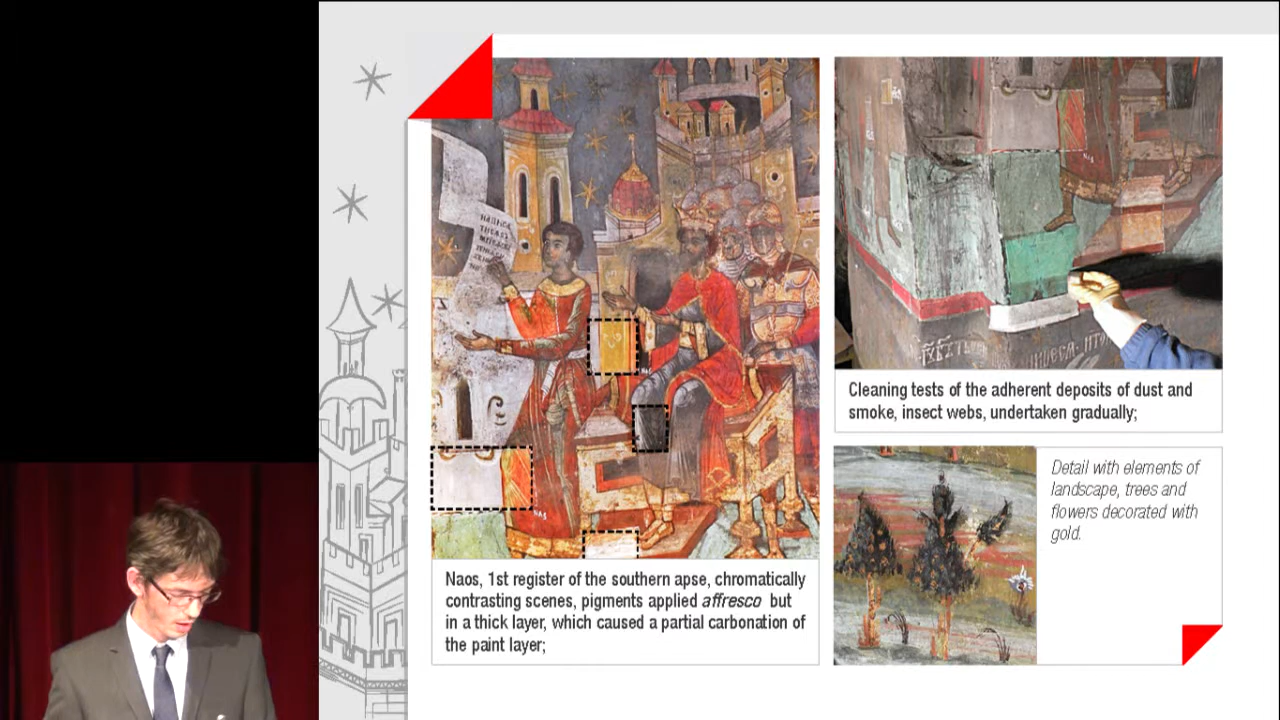 Naos, 1st register of the southern apse, chromatically
contrasting scenes, pigments applied affresco but
in a thick layer, which caused a partial carbonation of
the paint layer;
Cleaning tests of the adherent deposits of dust and
smoke, insect webs, undertaken gradually;
Detail with elements of
landscape, trees and
flowers decorated with
gold.